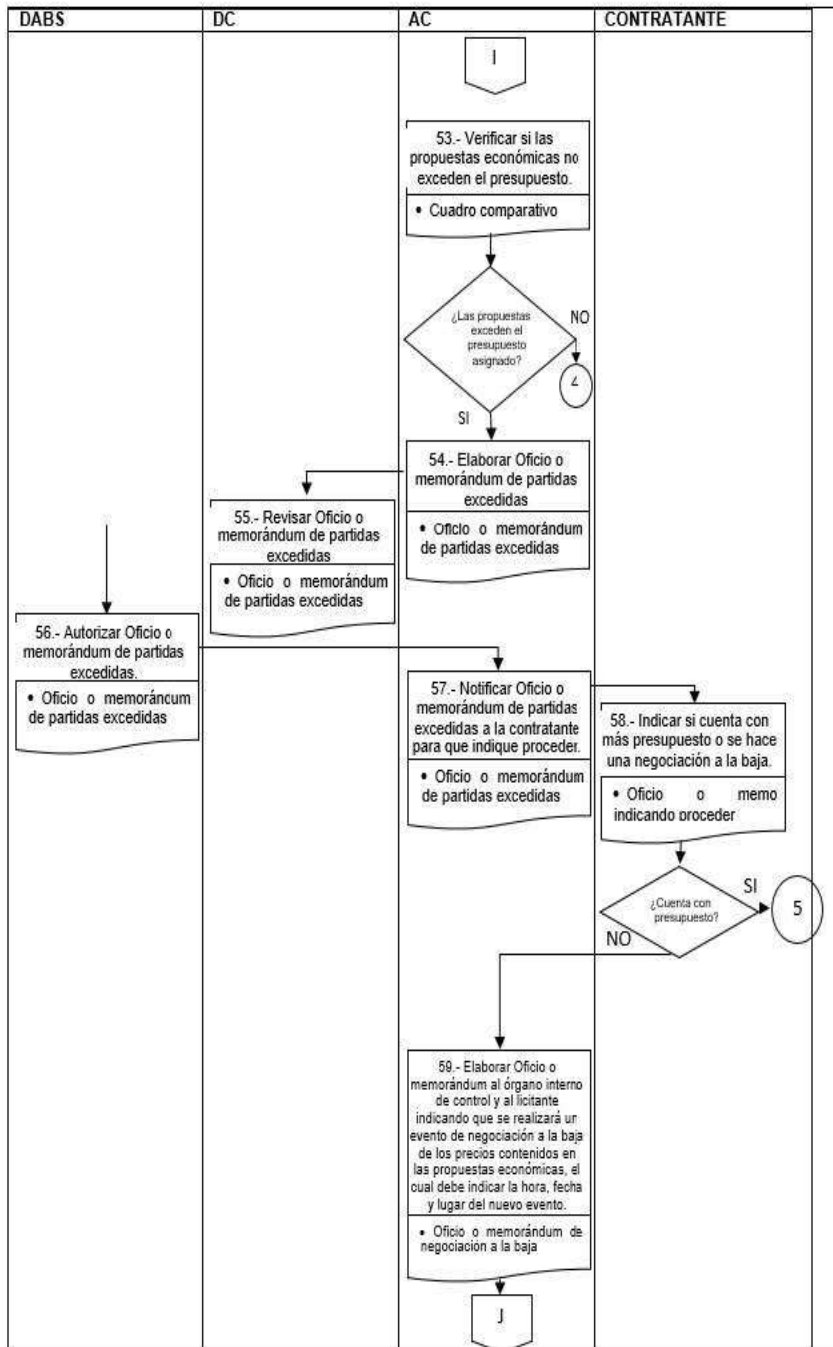 DABS
DC
AC
CONTRATANTE
I
53.- Verificar si las
propuestas económicas no
exceden el presupuesto.
• Cuadro comparativo
¿Las propuestas
exceden el
presupuesto
asignado?
NO
4
SI
54.- Elaborar Oficio o
memorándum de partidas
excedidas
• Oficio o memorándum
de partidas excedidas
55.- Revisar Oficio o
memorándum de partidas
excedidas
• Oficio o memorándum
de partidas excedidas
56.- Autorizar Oficio o
memorándum de partidas
excedidas.
• Oficio o memorándum
de partidas excedidas
57.- Notificar Oficio o
memorándum de partidas
excedidas a la contratante
para que indique proceder.
• Oficio o memorándum
de partidas excedidas
58.- Indicar si cuenta con
más presupuesto o se hace
una negociación a la baja.
• Oficio o memo
indicando proceder
¿Cuenta con
presupuesto?
SI
5
NO
59.- Elaborar Oficio o
memorándum al órgano interno
de control y al licitante
indicando que se realizará un
evento de negociación a la baja
de los precios contenidos en
las propuestas económicas, el
cual debe indicar la hora, fecha
y lugar del nuevo evento.
• Oficio o memorándum de
negociación a la baja
J